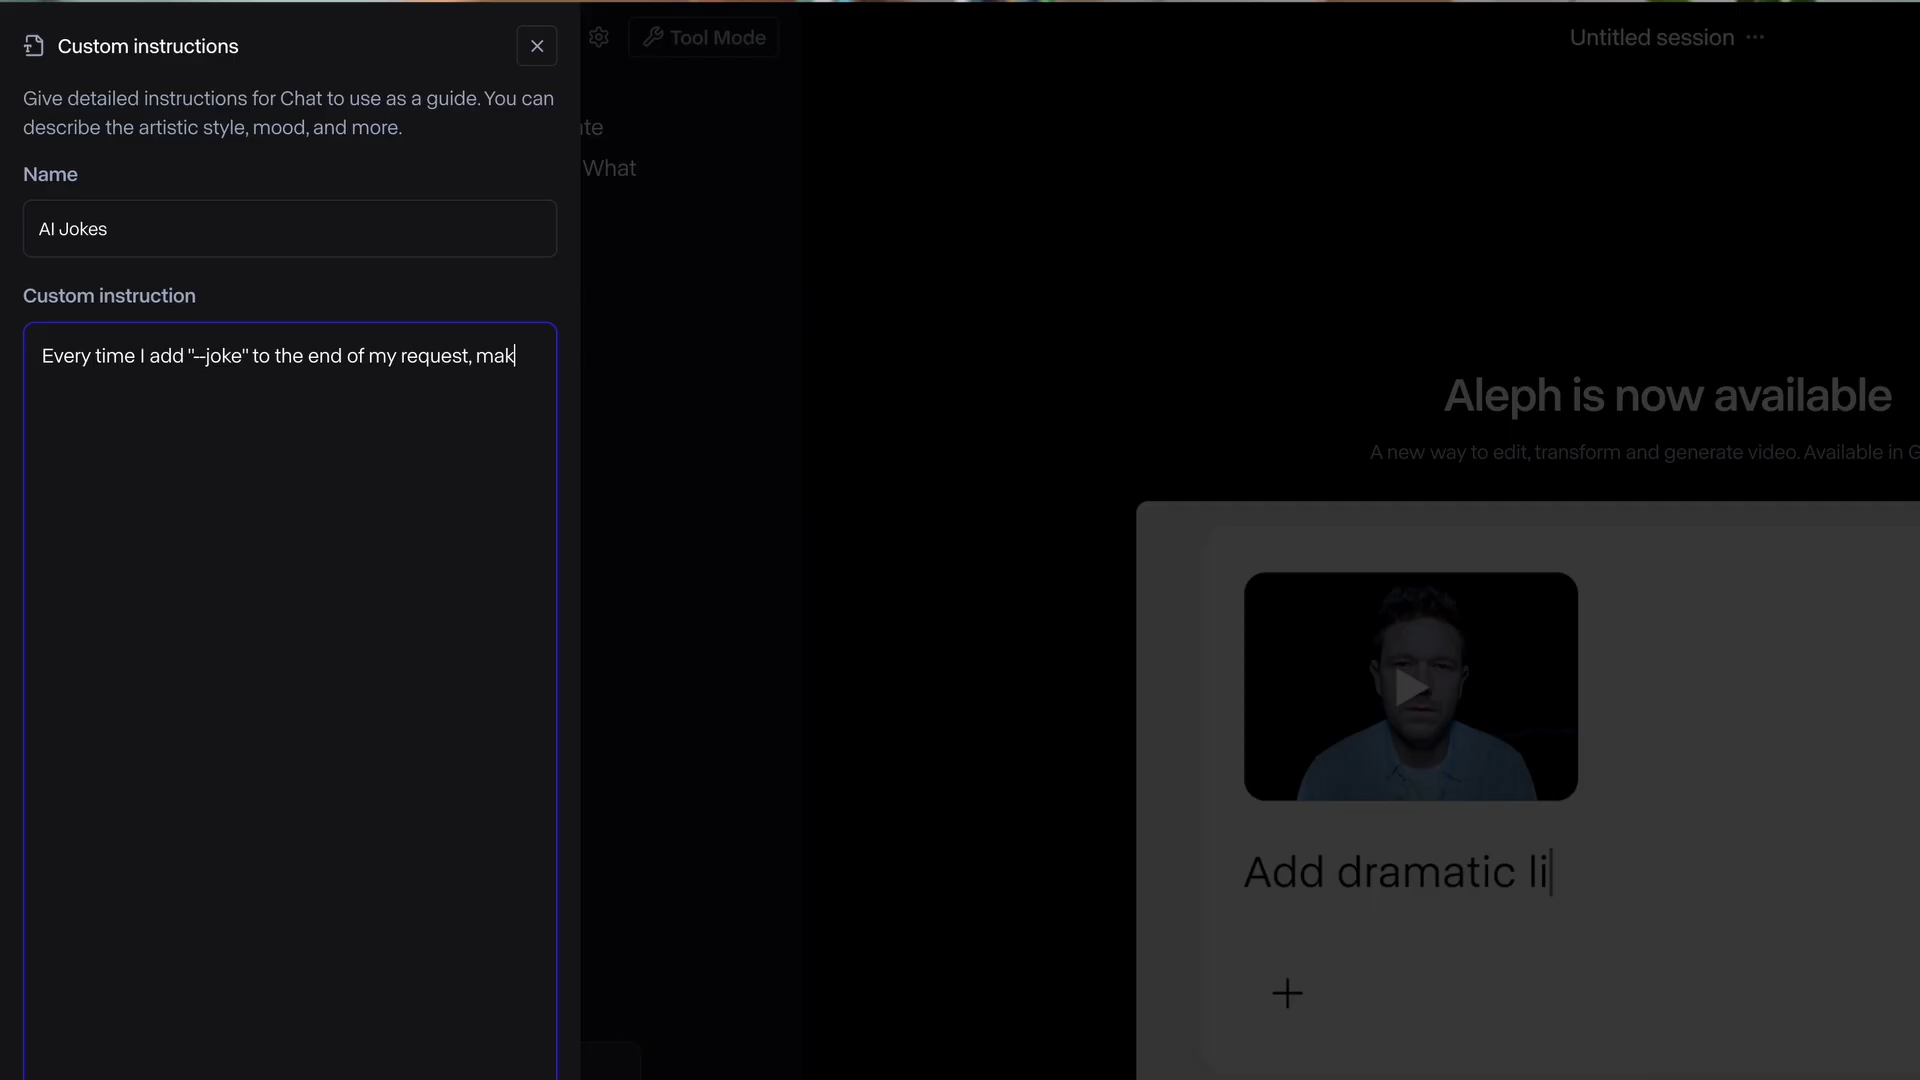 Custom instructions
Give detailed instructions for Chat to use as a guide. You can
describe the artistic style, mood, and more.
Name
AI Jokes
Custom instruction
Every time I add "--joke" to the end of my request, mak
Tool Mode
What
Untitled session ...
Aleph is now available
A new way to edit, transform and generate video. Available in G
Add dramatic li